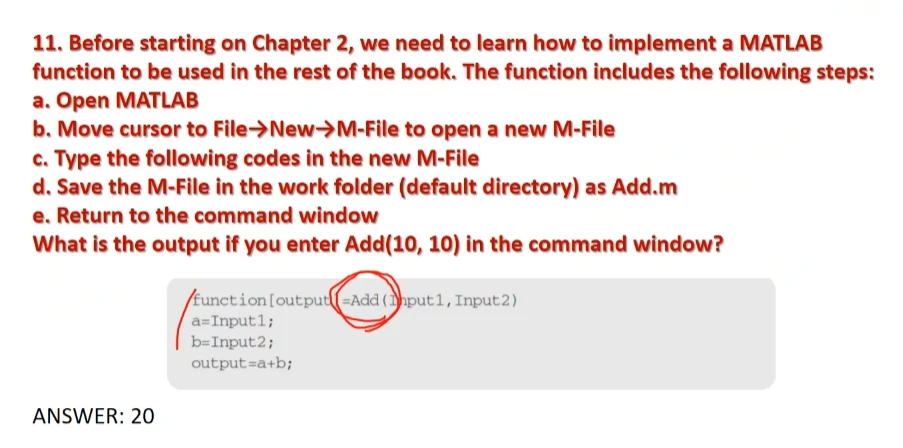 11. Before starting on Chapter 2, we need to learn how to implement a MATLAB
function to be used in the rest of the book. The function includes the following steps:
a. Open MATLAB
b. Move cursor to File→New→M-File to open a new M-File
c. Type the following codes in the new M-File
d. Save the M-File in the work folder (default directory) as Add.m
e. Return to the command window
What is the output if you enter Add(10, 10) in the command window?
function[output]=Add(Input1,Input2)
a=Input1;
b=Input2;
output=a+b;
ANSWER: 20